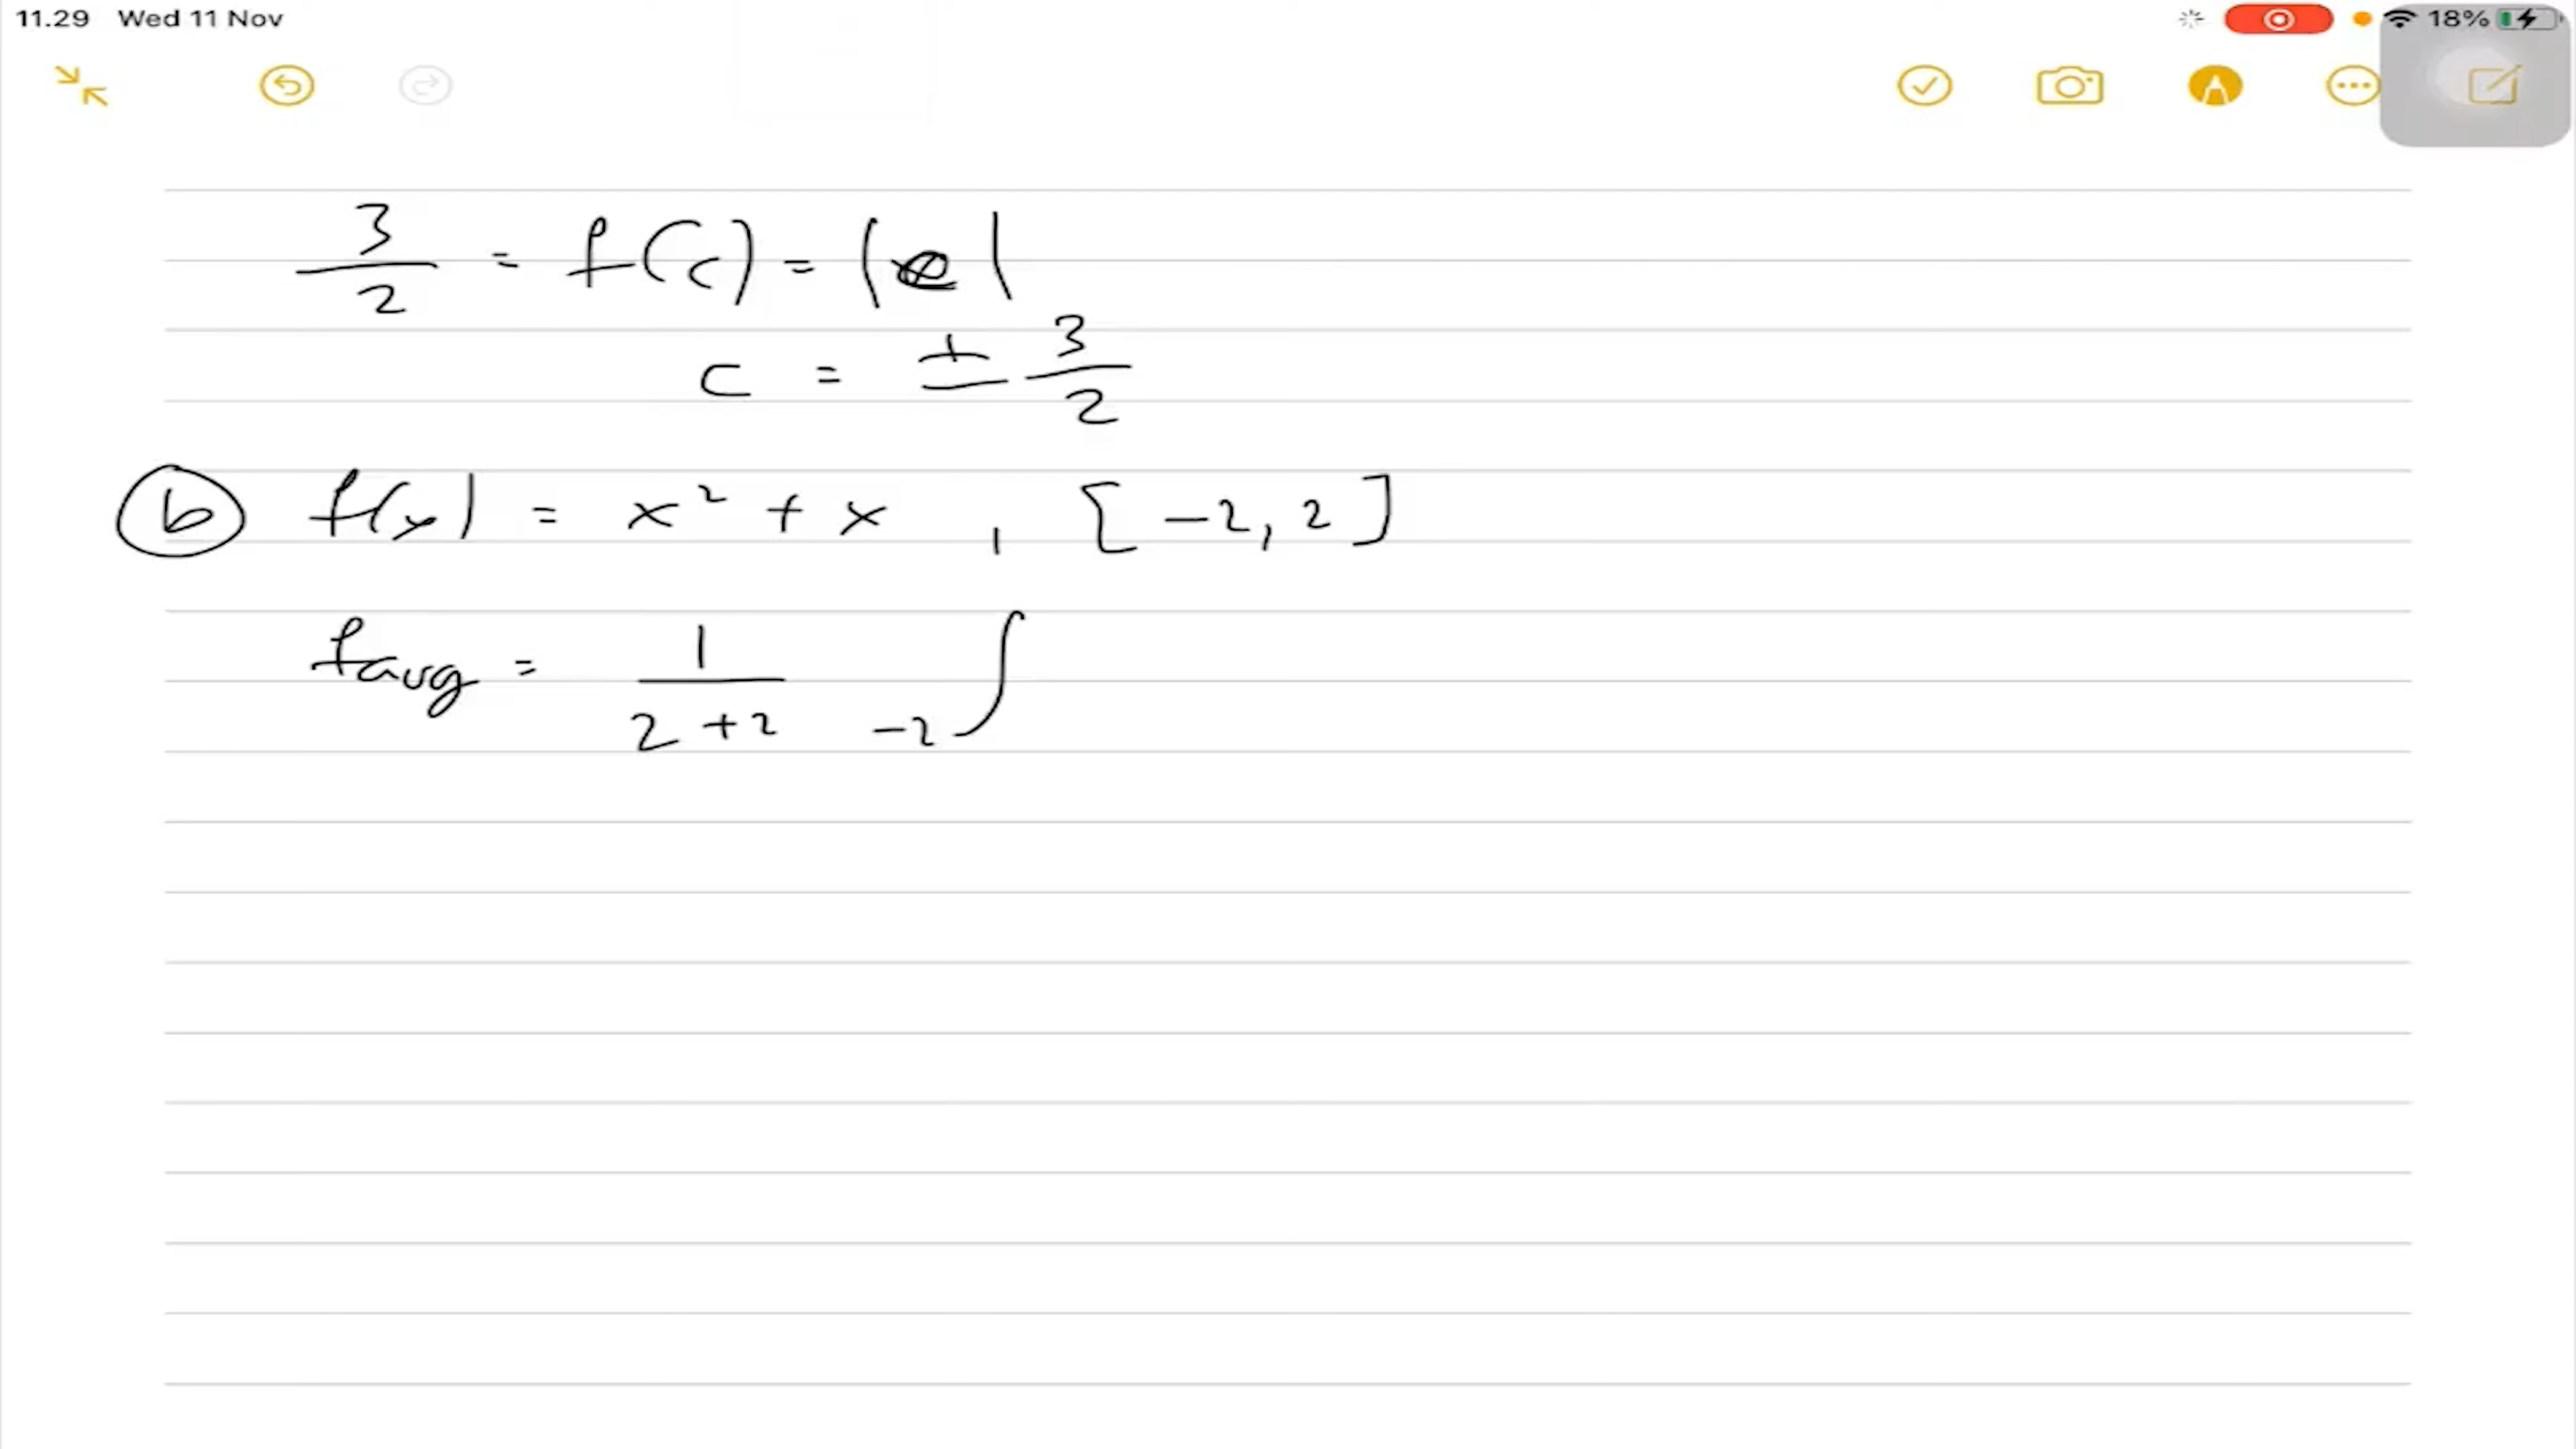 11.29 Wed 11 Nov 18%
3/2 = f(c) = |c|
c = ± 3/2
b f(x) = x² + x , [-2, 2]
favg = 1/(2+2) -2∫